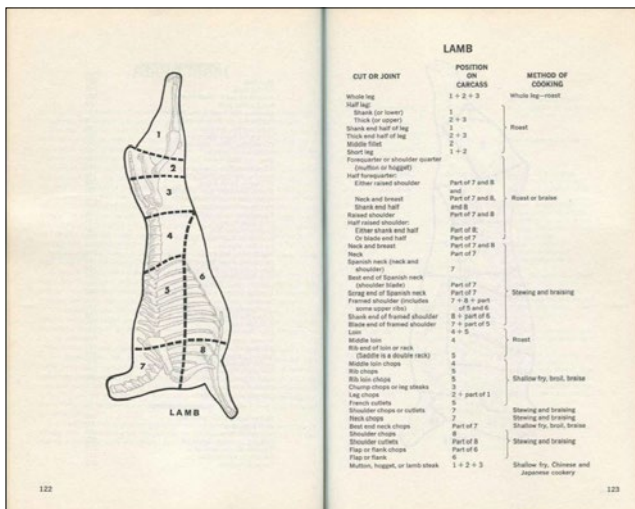 1
2
3
4
5
6
7
8
LAMB
122
LAMB
CUT OR JOINT POSITION ON CARCASS METHOD OF COOKING
Whole leg 1 + 2 + 3 Whole leg—roast
Half leg:
Shank (or lower) 1
Thick (or upper) 2 + 3
Shank end half of leg 1 Roast
Thick end half of leg 2 + 3
Middle fillet 2
Short leg 1 + 2
Forequarter or shoulder quarter
(mutton or hogget)
Half forequarter:
Either raised shoulder Part of 7 and 8
and
Neck and breast Part of 7 and 8, Roast or braise
Shank end half and 8
Raised shoulder Part of 7 and 8
Half raised shoulder:
Either shank end half Part of 8;
Or blade end half Part of 7
Neck and breast Part of 7 and 8
Neck Part of 7
Spanish neck (neck and
shoulder) 7
Best end of Spanish neck
(shoulder blade) Part of 7
Scrag end of Spanish neck Part of 7 Stewing and braising
Framed shoulder (includes 7 + 8 + part
some upper ribs) of 5 and 6
Shank end of framed shoulder 8 + part of 6
Blade end of framed shoulder 7 + part of 5
Loin 4 + 5
Middle loin 4 Roast
Rib end of loin or rack
(Saddle is a double rack) 5
Middle loin chops 4
Rib chops 5
Rib loin chops 5 Shallow fry, broil, braise
Chump chops or leg steaks 3
Leg chops 2 + part of 1
French cutlets 5
Shoulder chops or cutlets 7 Stewing and braising
Neck chops 7 Stewing and braising
Best end neck chops Part of 7 Shallow fry, broil, braise
Shoulder chops 8
Shoulder cutlets Part of 8 Stewing and braising
Flap or flank chops Part of 6
Flap or flank 6
Mutton, hogget, or lamb steak 1 + 2 + 3 Shallow fry, Chinese and
Japanese cookery
123